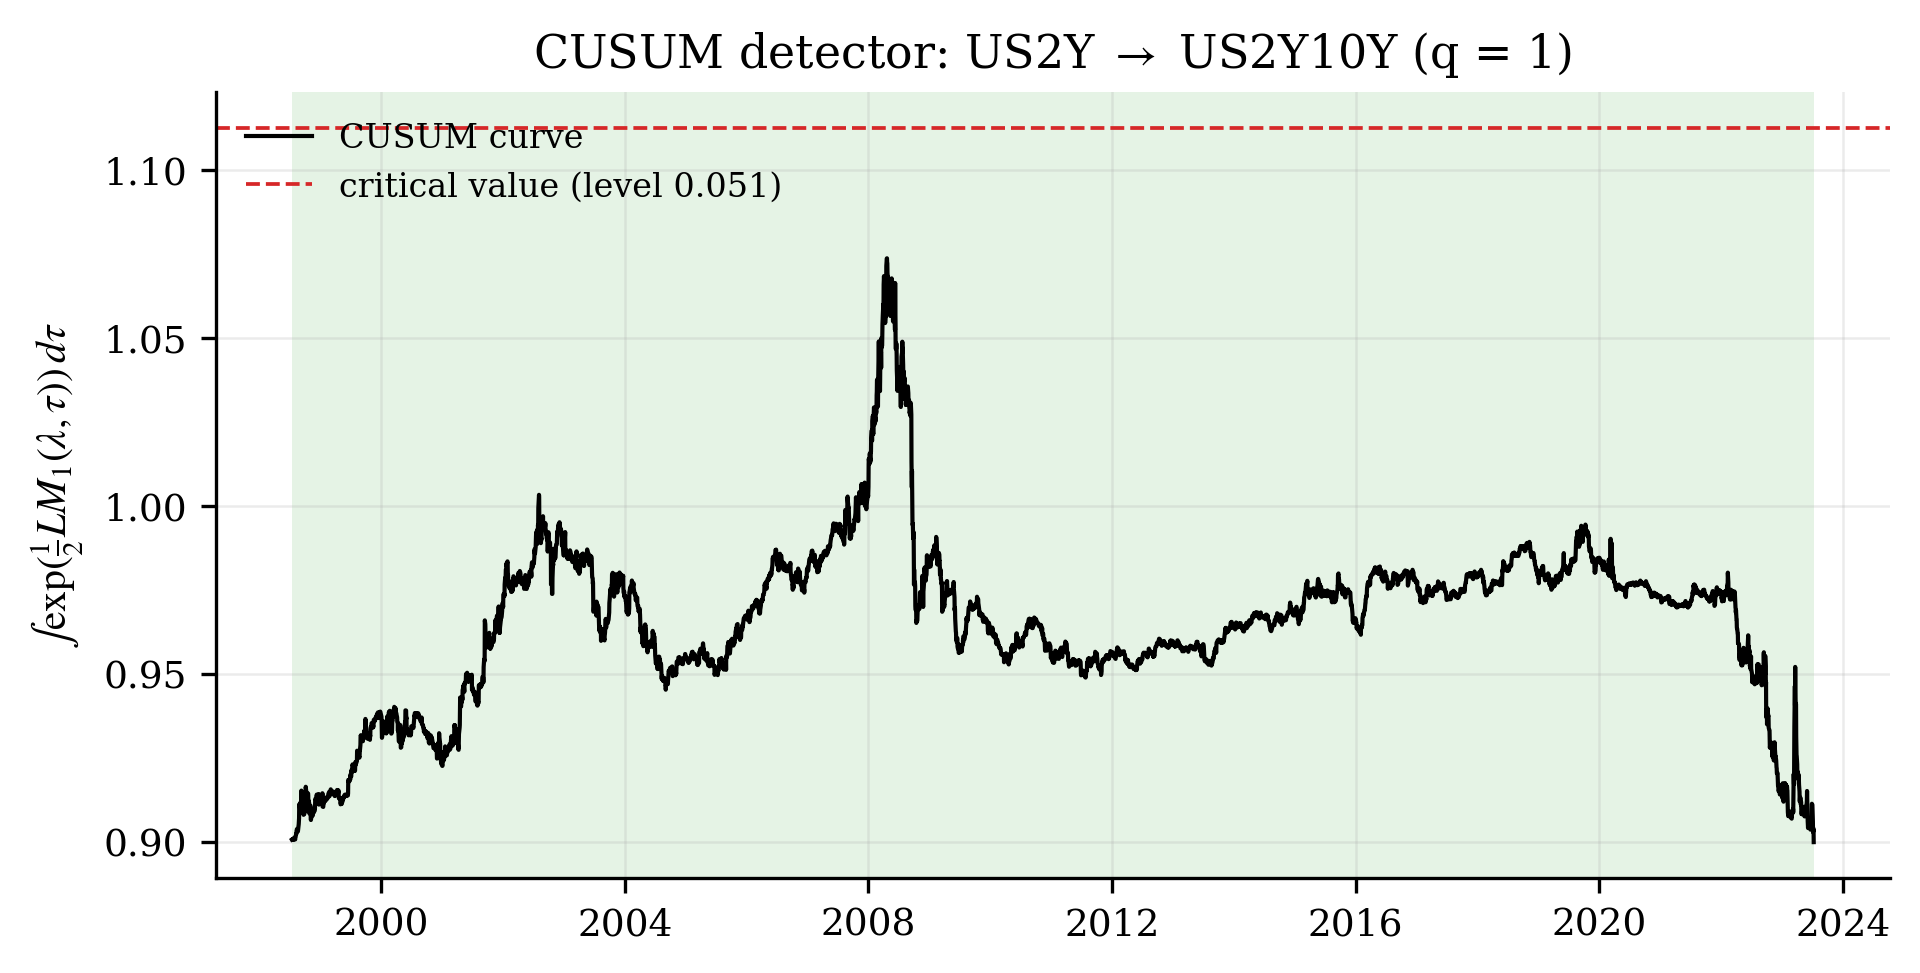 CUSUM detector: US2Y → US2Y10Y (q = 1)
CUSUM curve
critical value (level 0.051)
∫exp(½LM₁(λ, τ))dτ
1.10
1.05
1.00
0.95
0.90
2000 2004 2008 2012 2016 2020 2024